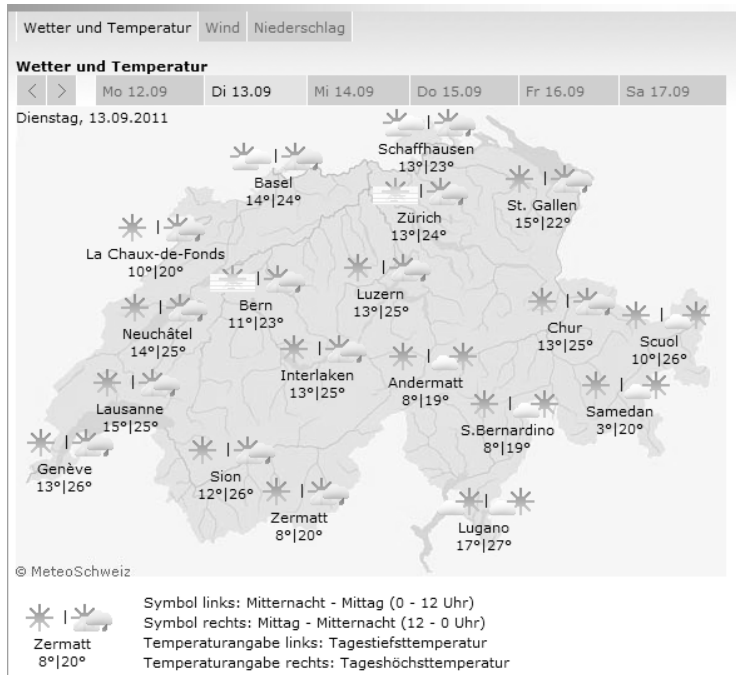 Wetter und Temperatur Wind Niederschlag
Wetter und Temperatur
< > Mo 12.09 Di 13.09 Mi 14.09 Do 15.09 Fr 16.09 Sa 17.09
Dienstag, 13.09.2011
Schaffhausen
13°|23°
Basel
14°|24°
St. Gallen
15°|22°
Zürich
13°|24°
La Chaux-de-Fonds
10°|20°
Bern
11°|23°
Luzern
13°|25°
Neuchâtel
14°|25°
Chur
13°|25°
Scuol
10°|26°
Interlaken
13°|25°
Andermatt
8°|19°
Lausanne
15°|25°
S.Bernardino
8°|19°
Samedan
3°|20°
Genève
13°|26°
Sion
12°|26°
Zermatt
8°|20°
Lugano
17°|27°
© MeteoSchweiz
Zermatt
8°|20°
Symbol links: Mitternacht - Mittag (0 - 12 Uhr)
Symbol rechts: Mittag - Mitternacht (12 - 0 Uhr)
Temperaturangabe links: Tagestiefsttemperatur
Temperaturangabe rechts: Tageshöchsttemperatur